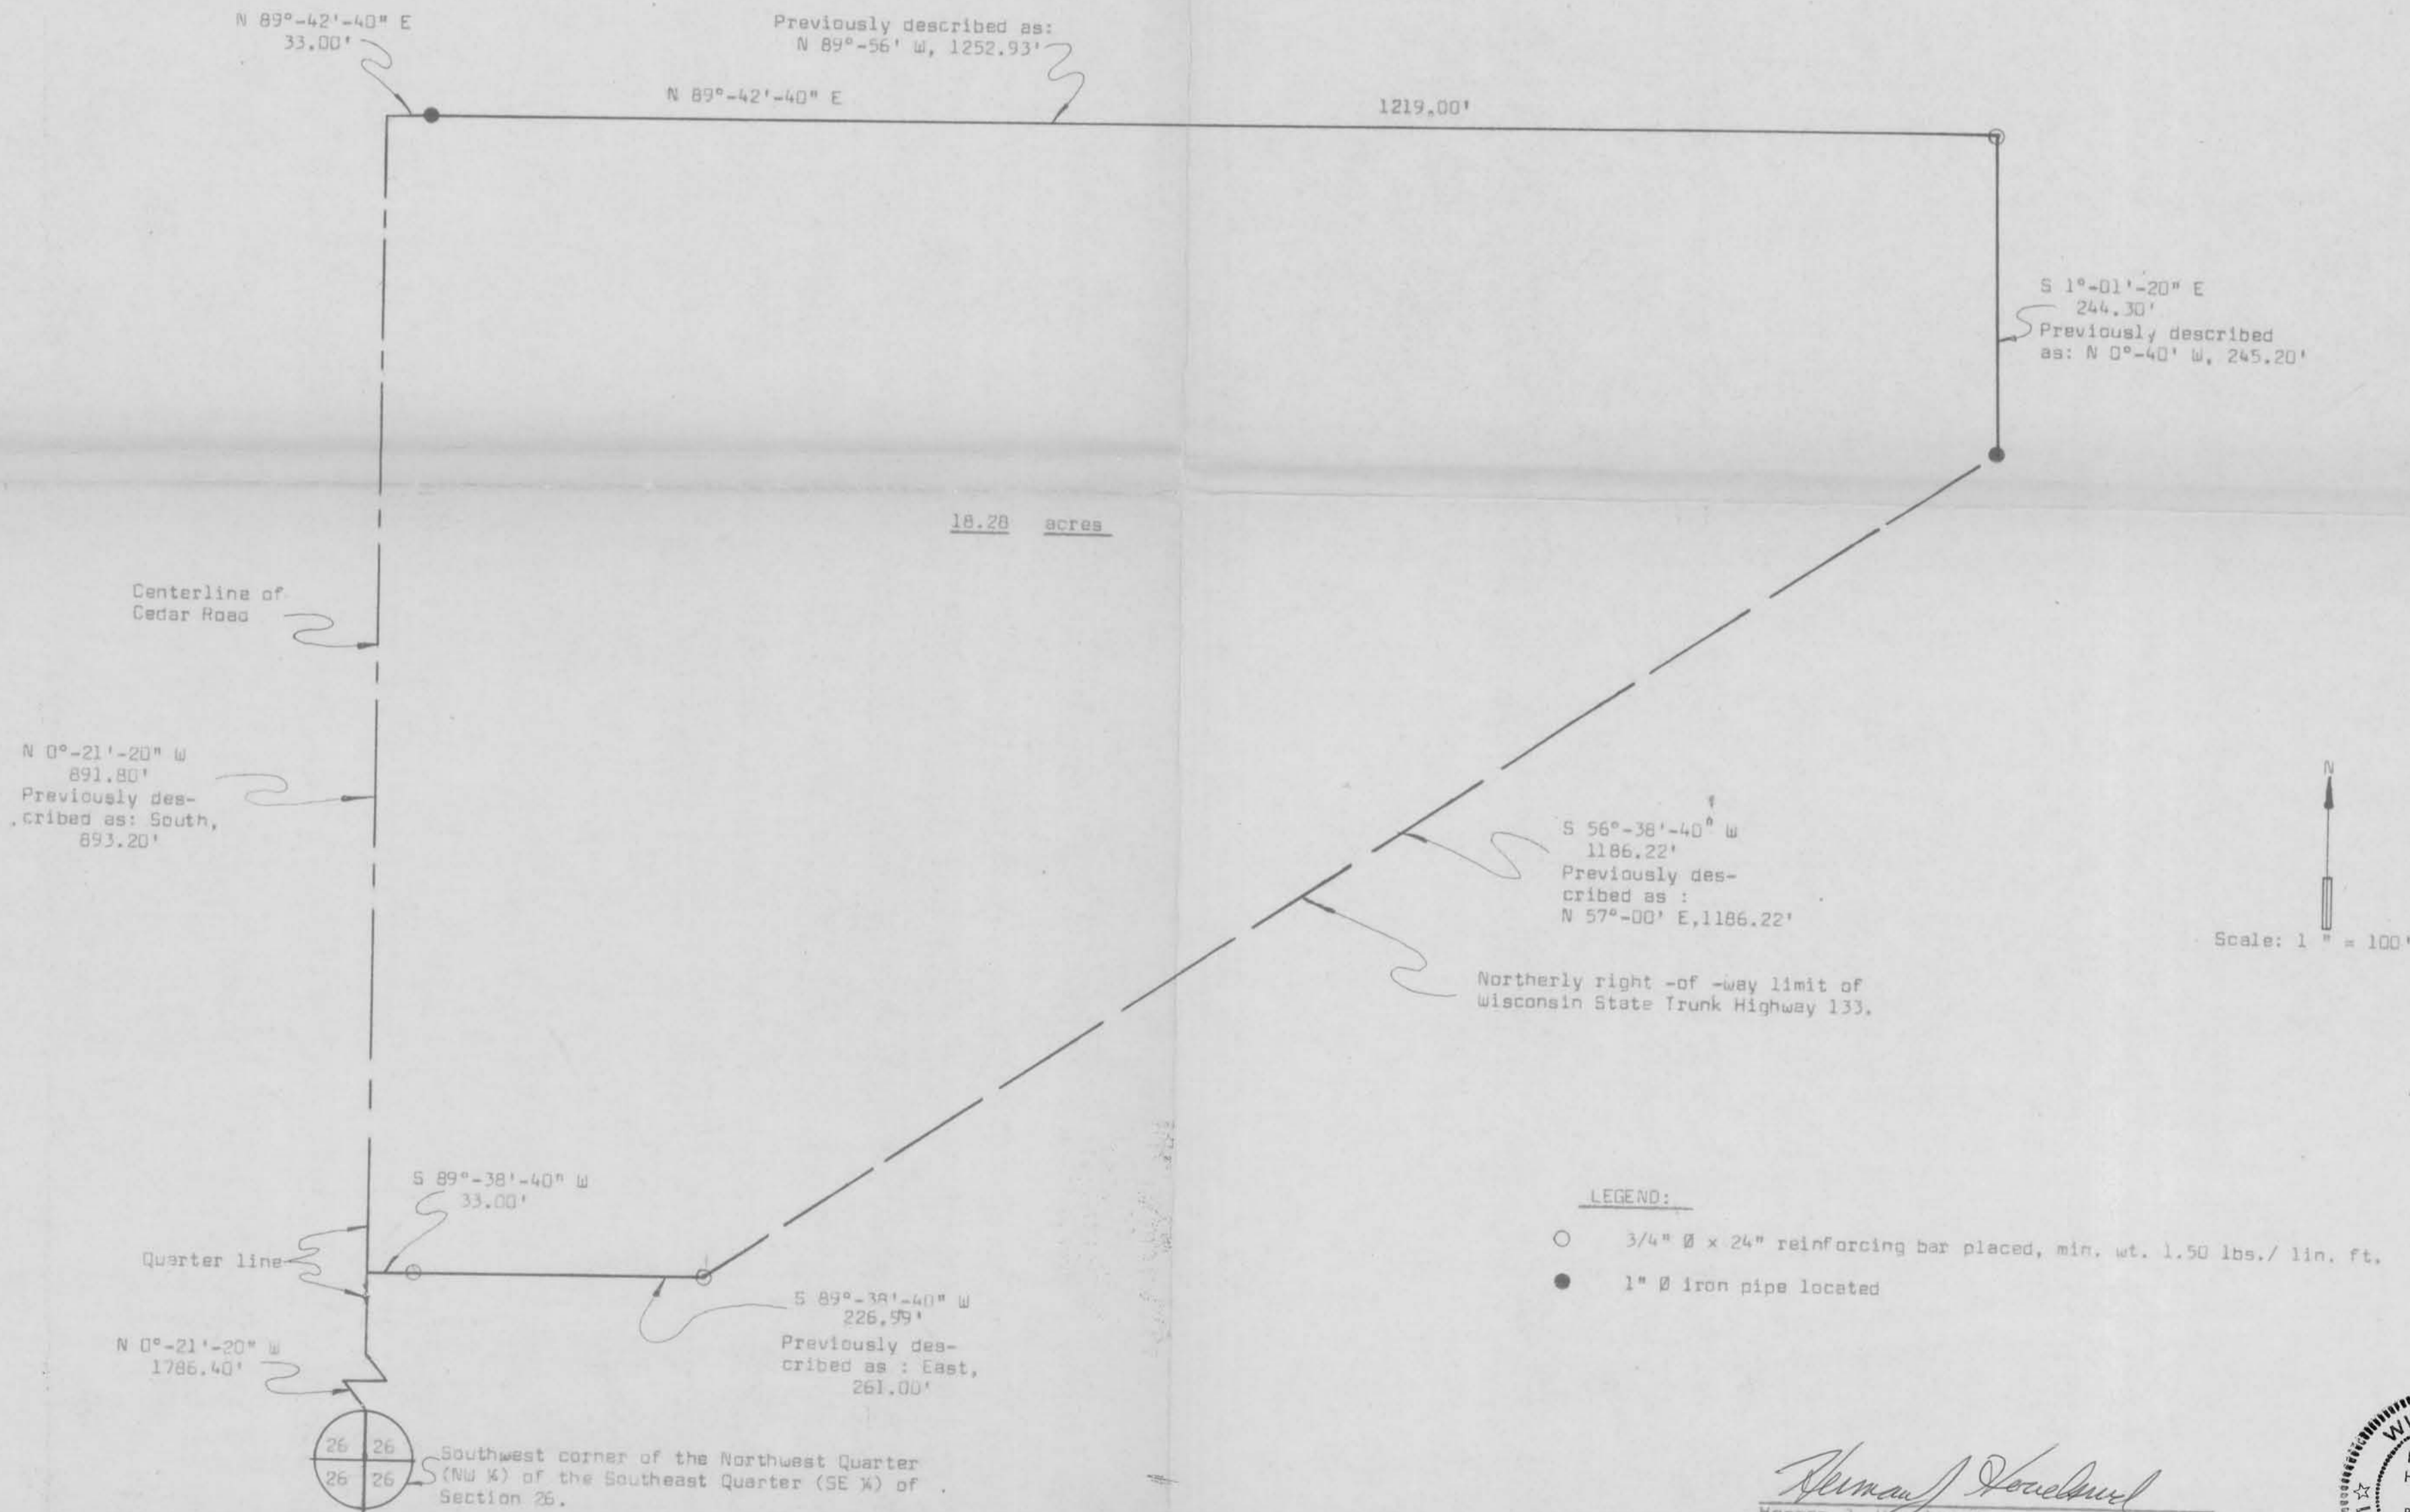 N 89°-42'-40" E
33.00'
Previously described as:
N 89°-56' W, 1252.93'
N 89°-42'-40" E
1219.00'
S 1°-01'-20" E
244.30'
Previously described
as: N 0°-40' W, 245.20'
18.28 acres
Centerline of
Cedar Road
N 0°-21'-20" W
891.80'
Previously des-
cribed as: South,
893.20'
S 56°-38'-40" W
1186.22'
Previously des-
cribed as :
N 57°-00' E,1186.22'
N
Scale: 1 " = 100'
Northerly right -of -way limit of
Wisconsin State Trunk Highway 133.
S 89°-38'-40" W
33.00'
Quarter line
S 89°-38'-40" W
226.99'
Previously des-
cribed as : East,
261.00'
N 0°-21'-20" W
1786.40'
LEGEND:
3/4" Ø x 24" reinforcing bar placed, min. wt. 1.50 lbs./ lin. ft.
1" Ø iron pipe located
26 26
26 26
Southwest corner of the Northwest Quarter
(NW ¼) of the Southeast Quarter (SE ¼) of
Section 26.